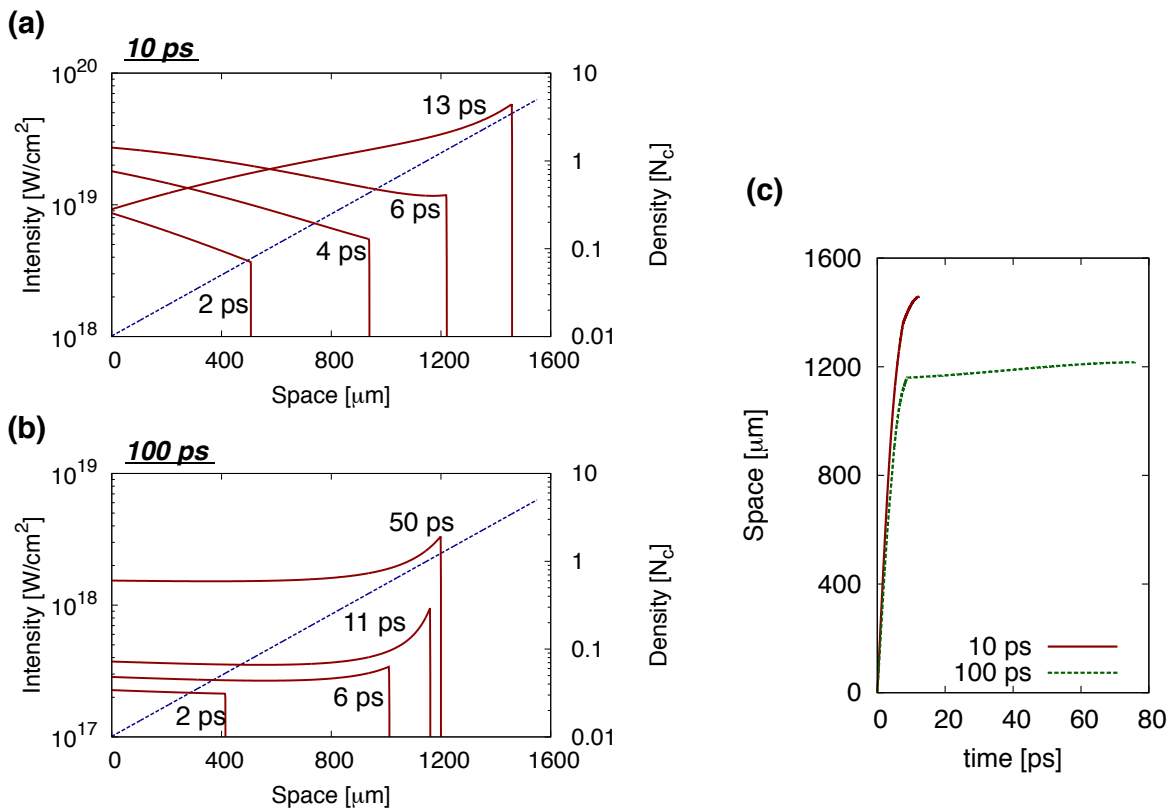 (a)
10 ps
10^20
10^19
10^18
Intensity [W/cm^2]
13 ps
6 ps
4 ps
2 ps
10
1
0.1
0.01
Density [N_c]
0 400 800 1200 1600
Space [μm]
(b)
100 ps
10^19
10^18
10^17
Intensity [W/cm^2]
50 ps
11 ps
6 ps
2 ps
10
1
0.1
0.01
Density [N_c]
0 400 800 1200 1600
Space [μm]
(c)
1600
1200
800
400
0
Space [μm]
10 ps
100 ps
0 20 40 60 80
time [ps]